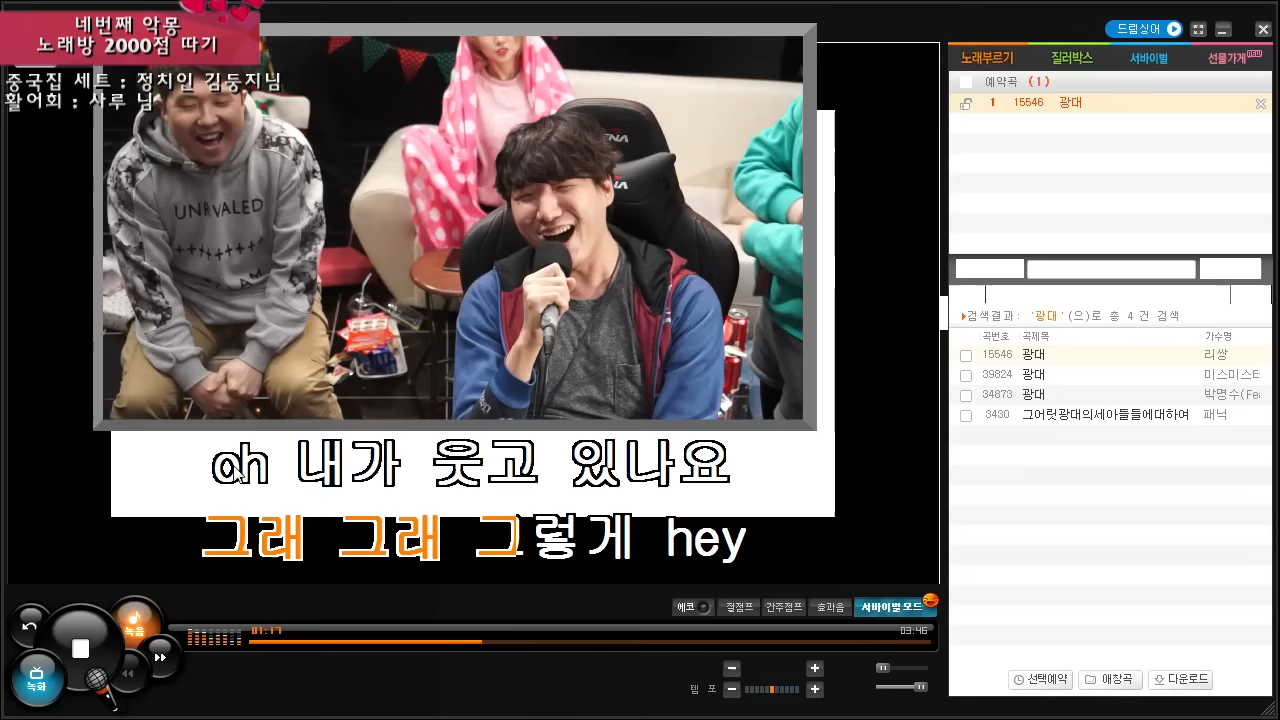 네번째 악몽
노래방 2000점 따기
중국집 세트 : 정치인 김둥지님
활어회 : 사루 님
UNRIVALED
oh 내가 웃고 있나요
그래 그래 그렇게 hey
드림싱어
노래부르기 질러박스 서바이벌 선물가게 NEW
예약곡 (1)
1 15546 광대
검색결과: '광대'(으)로 총 4 건 검색
곡번호 곡제목 가수명
15546 광대 리쌍
39824 광대 미스미스터
34873 광대 박명수(Fe
3430 그어릿광대의세아들들에대하여 패닉
에코 절점프 간주점프 효과음 서바이벌 모드
녹음
01:17 03:46
녹화
템 포
선택예약 애창곡 다운로드